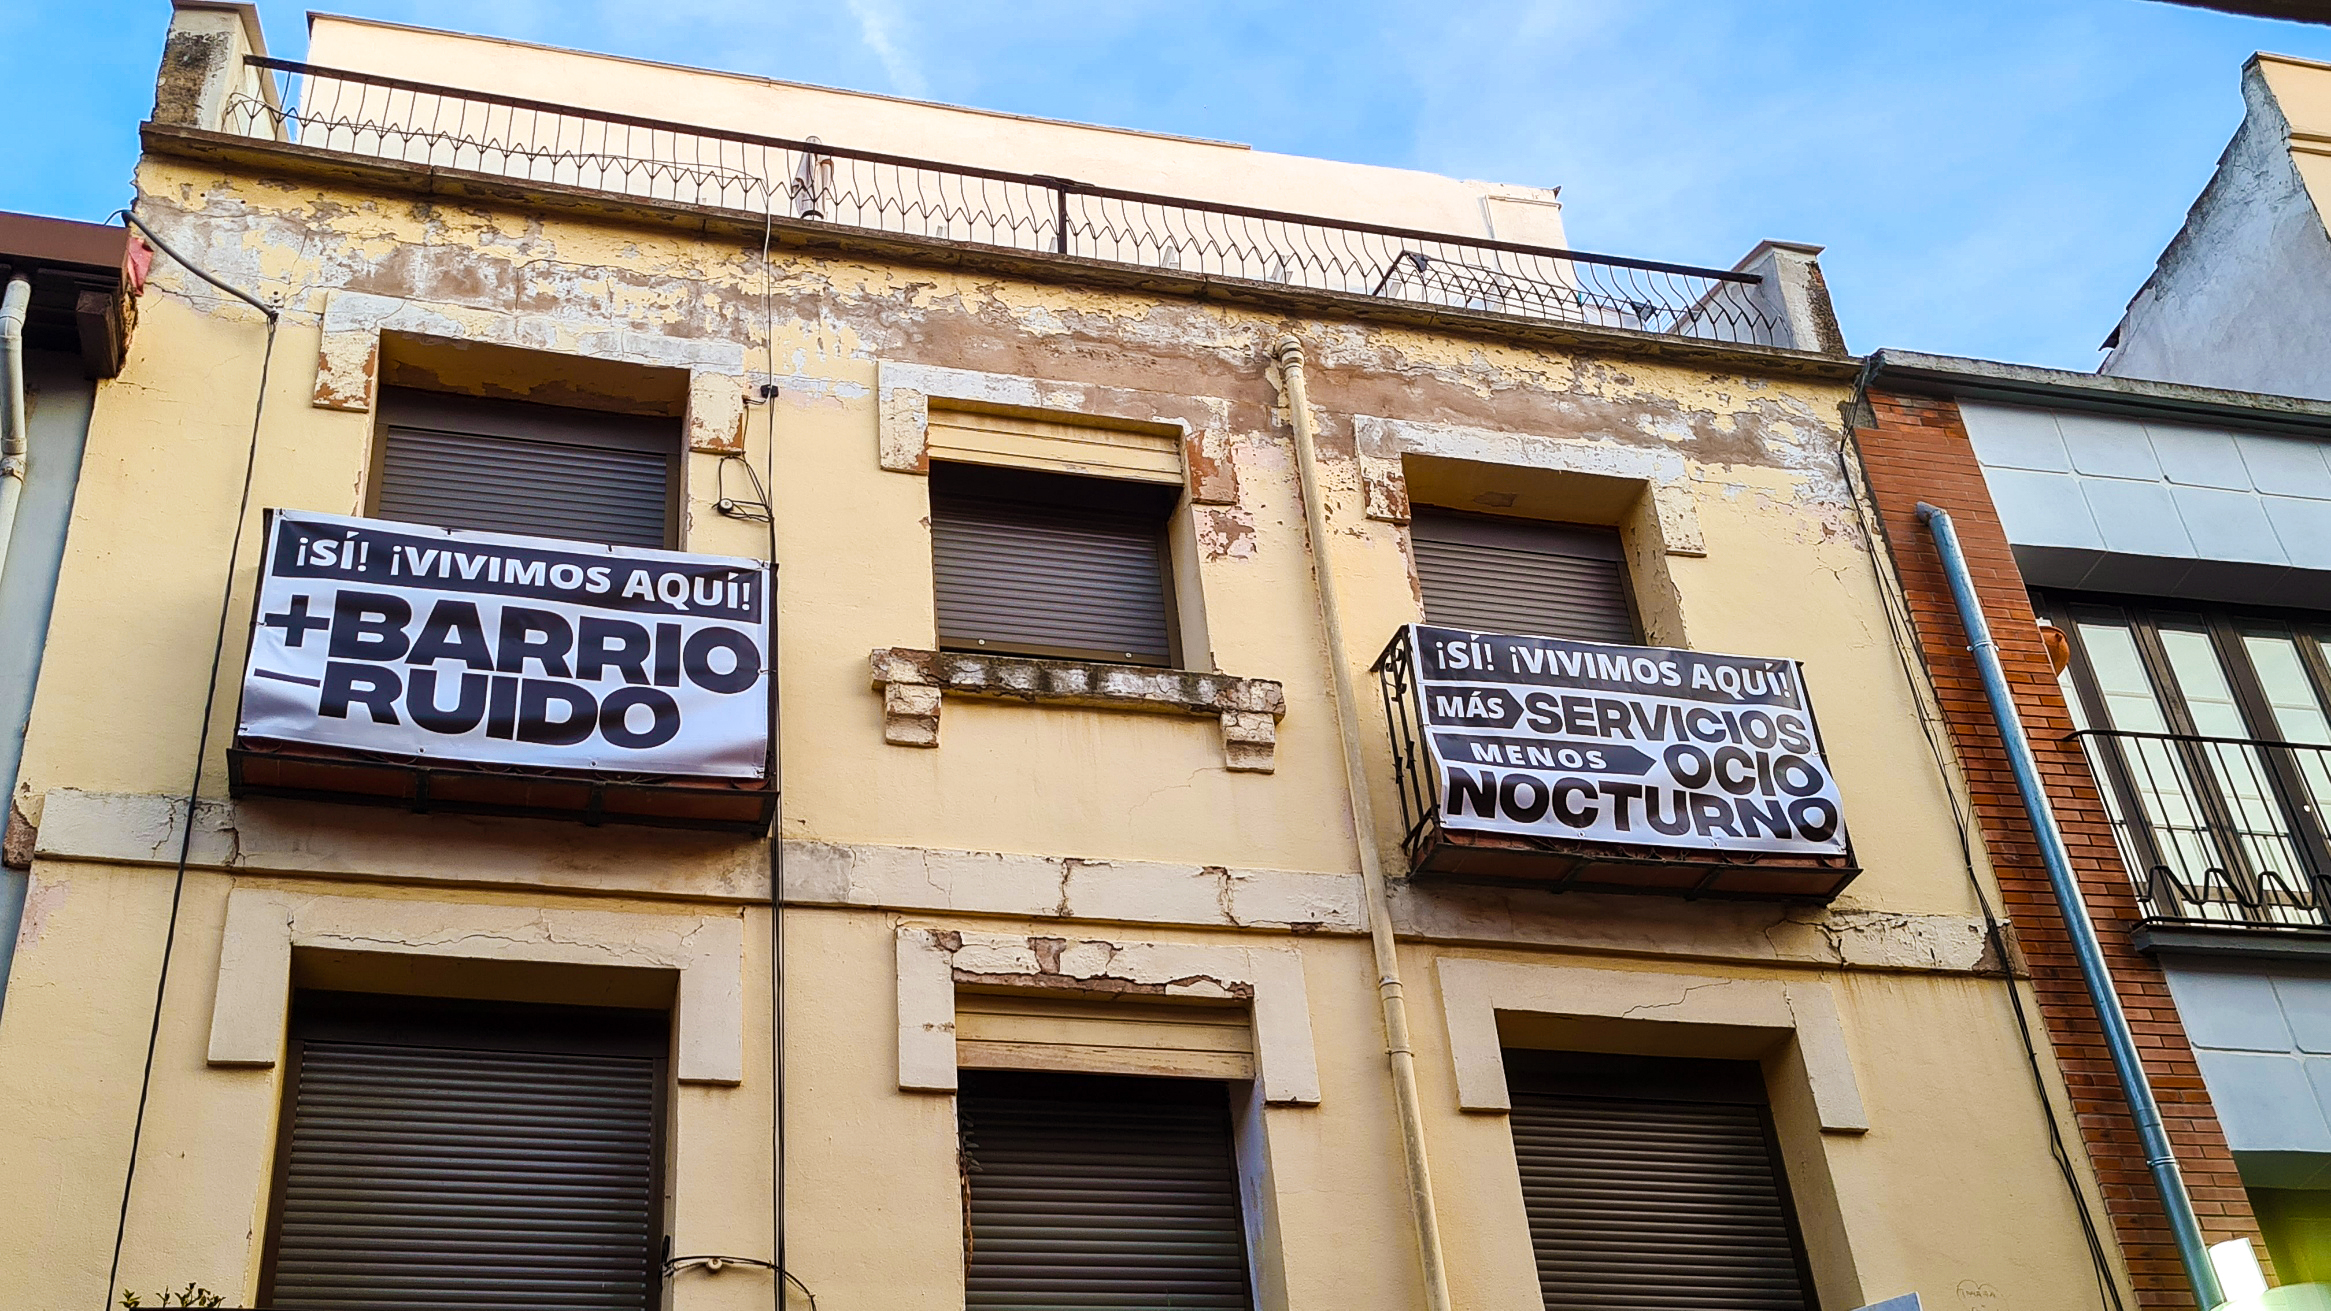 ¡SÍ! ¡VIVIMOS AQUÍ!
+BARRIO
-RUIDO
¡SÍ! ¡VIVIMOS AQUÍ!
MÁS SERVICIOS
MENOS OCIO
NOCTURNO